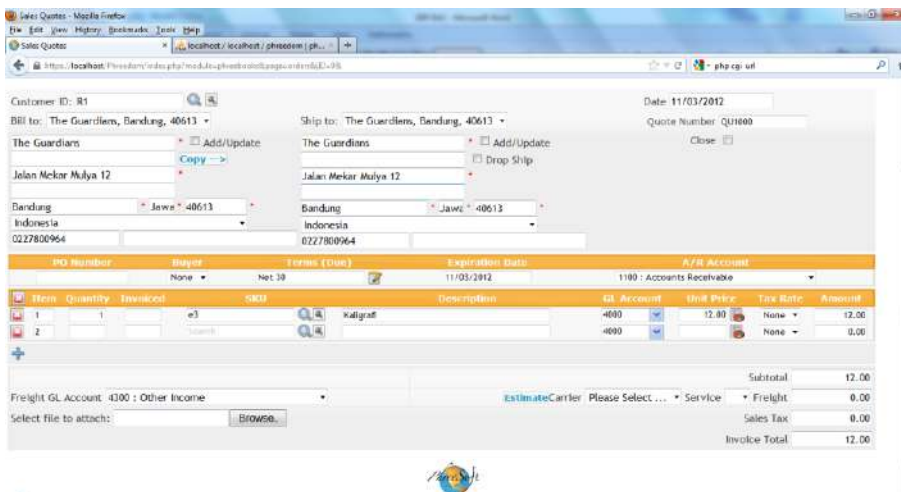 Sales Quotes - Mozilla Firefox
File Edit View History Bookmarks Tools Help
Sales Quotes × localhost / localhost / phreedom | ph... × +
- php cgi url
Customer ID: R1 Date 11/03/2012
Bill to: The Guardians, Bandung, 40613 Ship to: The Guardians, Bandung, 40613 Quote Number QU1000
The Guardians * Add/Update The Guardians * Add/Update Close
Copy --> Drop Ship
Jalan Mekar Mulya 12 * Jalan Mekar Mulya 12 *
Bandung * Jawa * 40613 * Bandung * Jawa * 40613 *
Indonesia Indonesia
0227800964 0227800964
PO Number Buyer Terms (Due) Expiration Date A/R Account
None Net 30 11/03/2012 1100 : Accounts Receivable
Item Quantity Invoiced SKU Description GL Account Unit Price Tax Rate Amount
1 1 e3 Kaligrafi 4000 12.00 None 12.00
2 Search 4000 None 0.00
Subtotal 12.00
Freight GL Account 4300 : Other Income Estimate Carrier Please Select ... Service Freight 0.00
Select file to attach: Browse_ Sales Tax 0.00
Invoice Total 12.00
PhreeSoft